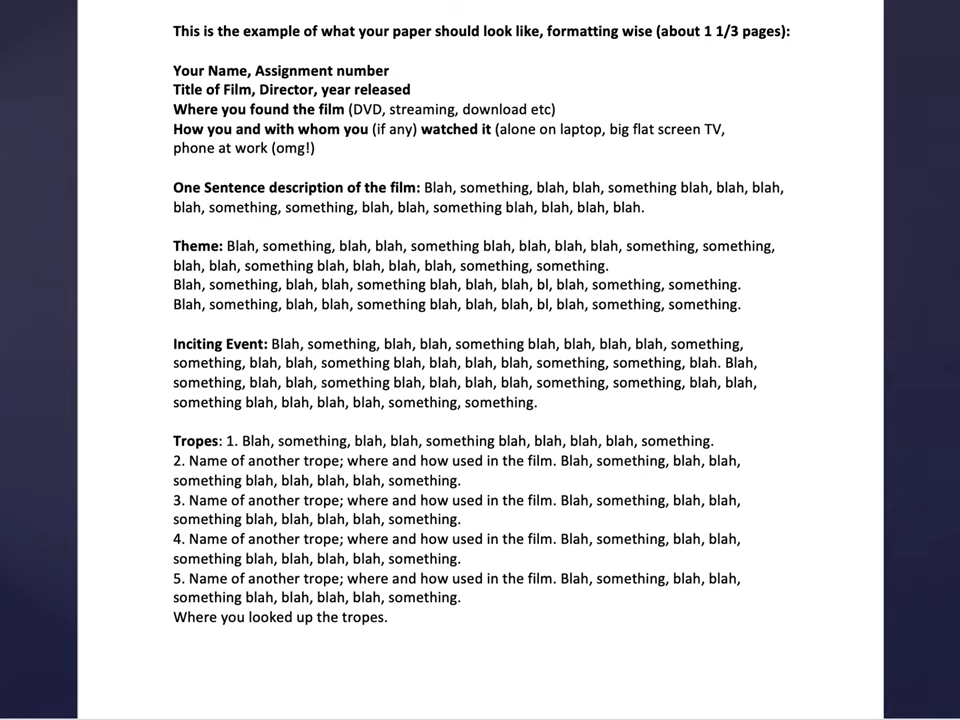 This is the example of what your paper should look like, formatting wise (about 1 1/3 pages):
Your Name, Assignment number
Title of Film, Director, year released
Where you found the film (DVD, streaming, download etc)
How you and with whom you (if any) watched it (alone on laptop, big flat screen TV,
phone at work (omg!)
One Sentence description of the film: Blah, something, blah, blah, something blah, blah, blah,
blah, something, something, blah, blah, something blah, blah, blah, blah.
Theme: Blah, something, blah, blah, something blah, blah, blah, blah, something, something,
blah, blah, something blah, blah, blah, blah, something, something.
Blah, something, blah, blah, something blah, blah, blah, bl, blah, something, something.
Blah, something, blah, blah, something blah, blah, blah, bl, blah, something, something.
Inciting Event: Blah, something, blah, blah, something blah, blah, blah, blah, something,
something, blah, blah, something blah, blah, blah, blah, something, something, blah. Blah,
something, blah, blah, something blah, blah, blah, blah, something, something, blah, blah,
something blah, blah, blah, blah, something, something.
Tropes: 1. Blah, something, blah, blah, something blah, blah, blah, blah, something.
2. Name of another trope; where and how used in the film. Blah, something, blah, blah,
something blah, blah, blah, blah, something.
3. Name of another trope; where and how used in the film. Blah, something, blah, blah,
something blah, blah, blah, blah, something.
4. Name of another trope; where and how used in the film. Blah, something, blah, blah,
something blah, blah, blah, blah, something.
5. Name of another trope; where and how used in the film. Blah, something, blah, blah,
something blah, blah, blah, blah, something.
Where you looked up the tropes.